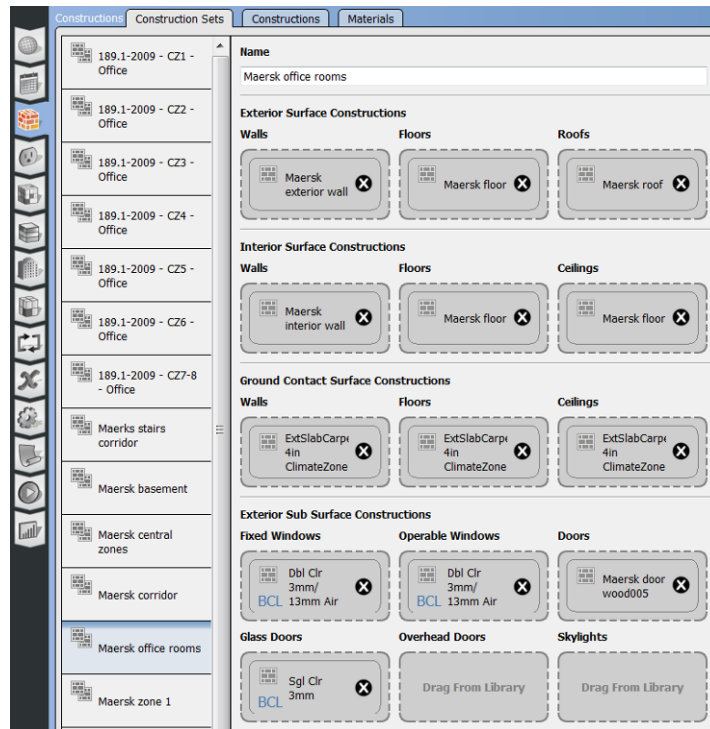 Constructions Construction Sets Constructions Materials
189.1-2009 - CZ1 -
Office
189.1-2009 - CZ2 -
Office
189.1-2009 - CZ3 -
Office
189.1-2009 - CZ4 -
Office
189.1-2009 - CZ5 -
Office
189.1-2009 - CZ6 -
Office
189.1-2009 - CZ7-8
- Office
Maerks stairs
corridor
Maersk basement
Maersk central
zones
Maersk corridor
Maersk office rooms
Maersk zone 1
Name
Maersk office rooms
Exterior Surface Constructions
Walls Floors Roofs
Maersk
exterior wall
Maersk floor
Maersk roof
Interior Surface Constructions
Walls Floors Ceilings
Maersk
interior wall
Maersk floor
Maersk floor
Ground Contact Surface Constructions
Walls Floors Ceilings
ExtSlabCarpe
4in
ClimateZone
ExtSlabCarpe
4in
ClimateZone
ExtSlabCarpe
4in
ClimateZone
Exterior Sub Surface Constructions
Fixed Windows Operable Windows Doors
Dbl Clr
3mm/
BCL 13mm Air
Dbl Clr
3mm/
BCL 13mm Air
Maersk door
wood005
Glass Doors Overhead Doors Skylights
Sgl Clr
3mm
BCL
Drag From Library
Drag From Library